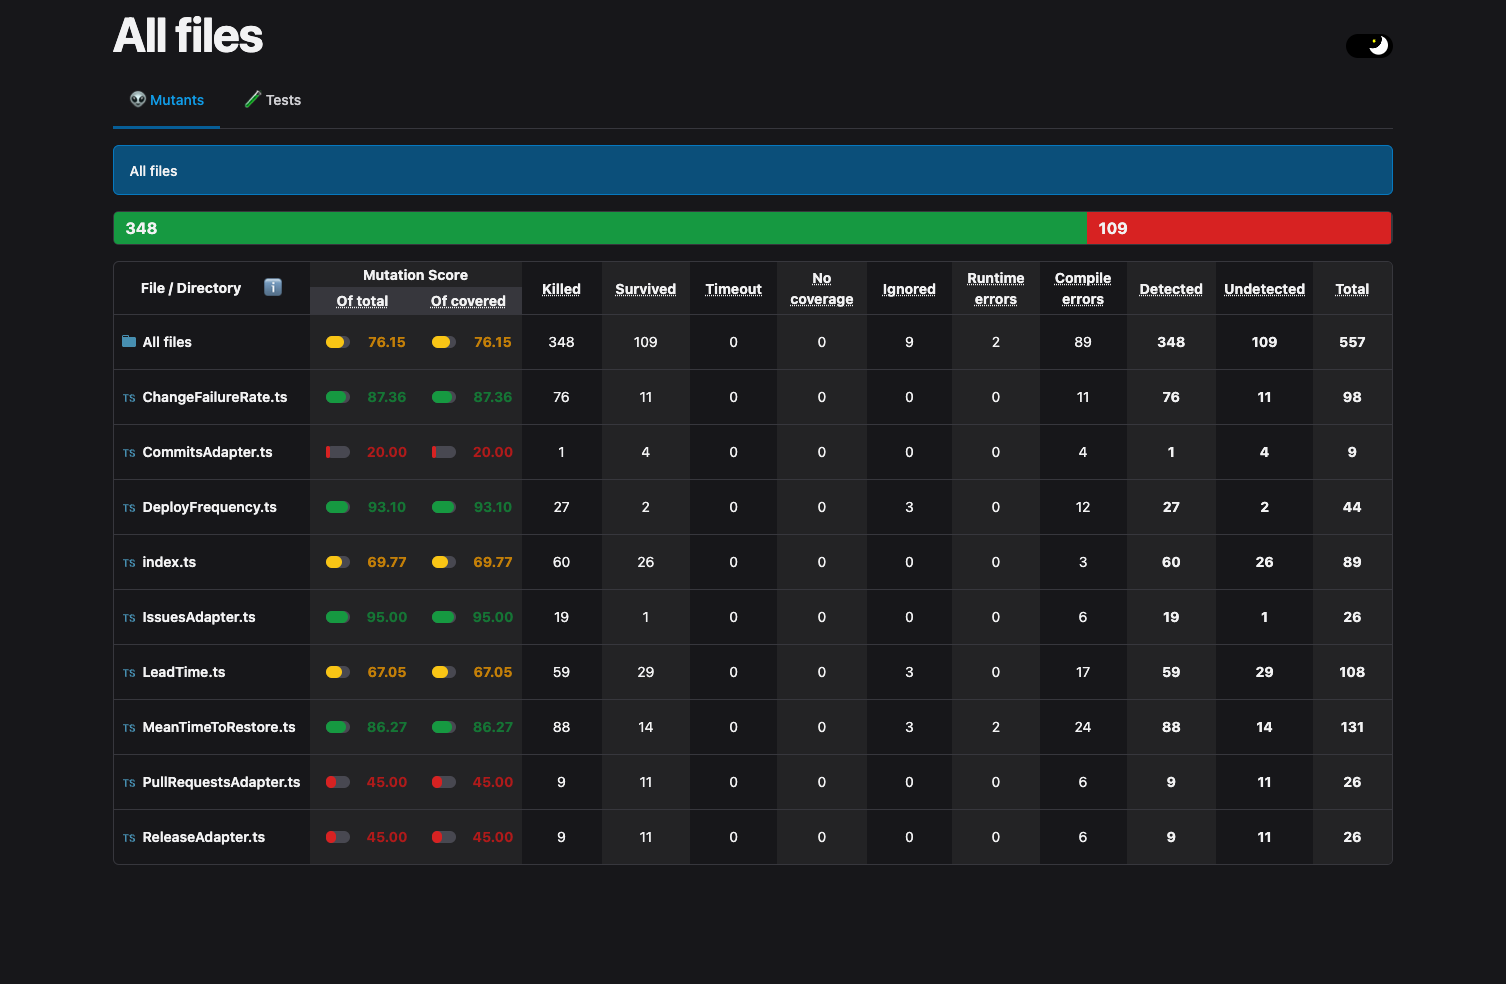 All files
Mutants Tests
All files
348 109
File / Directory Mutation Score Killed Survived Timeout No coverage Ignored Runtime errors Compile errors Detected Undetected Total
Of total Of covered
All files 76.15 76.15 348 109 0 0 9 2 89 348 109 557
TS ChangeFailureRate.ts 87.36 87.36 76 11 0 0 0 0 11 76 11 98
TS CommitsAdapter.ts 20.00 20.00 1 4 0 0 0 0 4 1 4 9
TS DeployFrequency.ts 93.10 93.10 27 2 0 0 3 0 12 27 2 44
TS index.ts 69.77 69.77 60 26 0 0 0 0 3 60 26 89
TS IssuesAdapter.ts 95.00 95.00 19 1 0 0 0 0 6 19 1 26
TS LeadTime.ts 67.05 67.05 59 29 0 0 3 0 17 59 29 108
TS MeanTimeToRestore.ts 86.27 86.27 88 14 0 0 3 2 24 88 14 131
TS PullRequestsAdapter.ts 45.00 45.00 9 11 0 0 0 0 6 9 11 26
TS ReleaseAdapter.ts 45.00 45.00 9 11 0 0 0 0 6 9 11 26